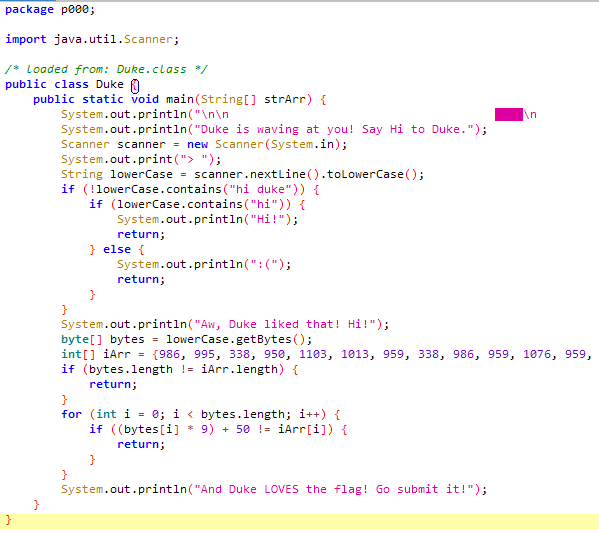 package p000;
import java.util.Scanner;
/* loaded from: Duke.class */
public class Duke {
public static void main(String[] strArr) {
System.out.println("\n\n \n
System.out.println("Duke is waving at you! Say Hi to Duke.");
Scanner scanner = new Scanner(System.in);
System.out.print("> ");
String lowerCase = scanner.nextLine().toLowerCase();
if (!lowerCase.contains("hi duke")) {
if (lowerCase.contains("hi")) {
System.out.println("Hi!");
return;
} else {
System.out.println(":(");
return;
}
}
System.out.println("Aw, Duke liked that! Hi!");
byte[] bytes = lowerCase.getBytes();
int[] iArr = {986, 995, 338, 950, 1103, 1013, 959, 338, 986, 959, 1076, 959,
if (bytes.length != iArr.length) {
return;
}
for (int i = 0; i < bytes.length; i++) {
if ((bytes[i] * 9) + 50 != iArr[i]) {
return;
}
}
System.out.println("And Duke LOVES the flag! Go submit it!");
}
}